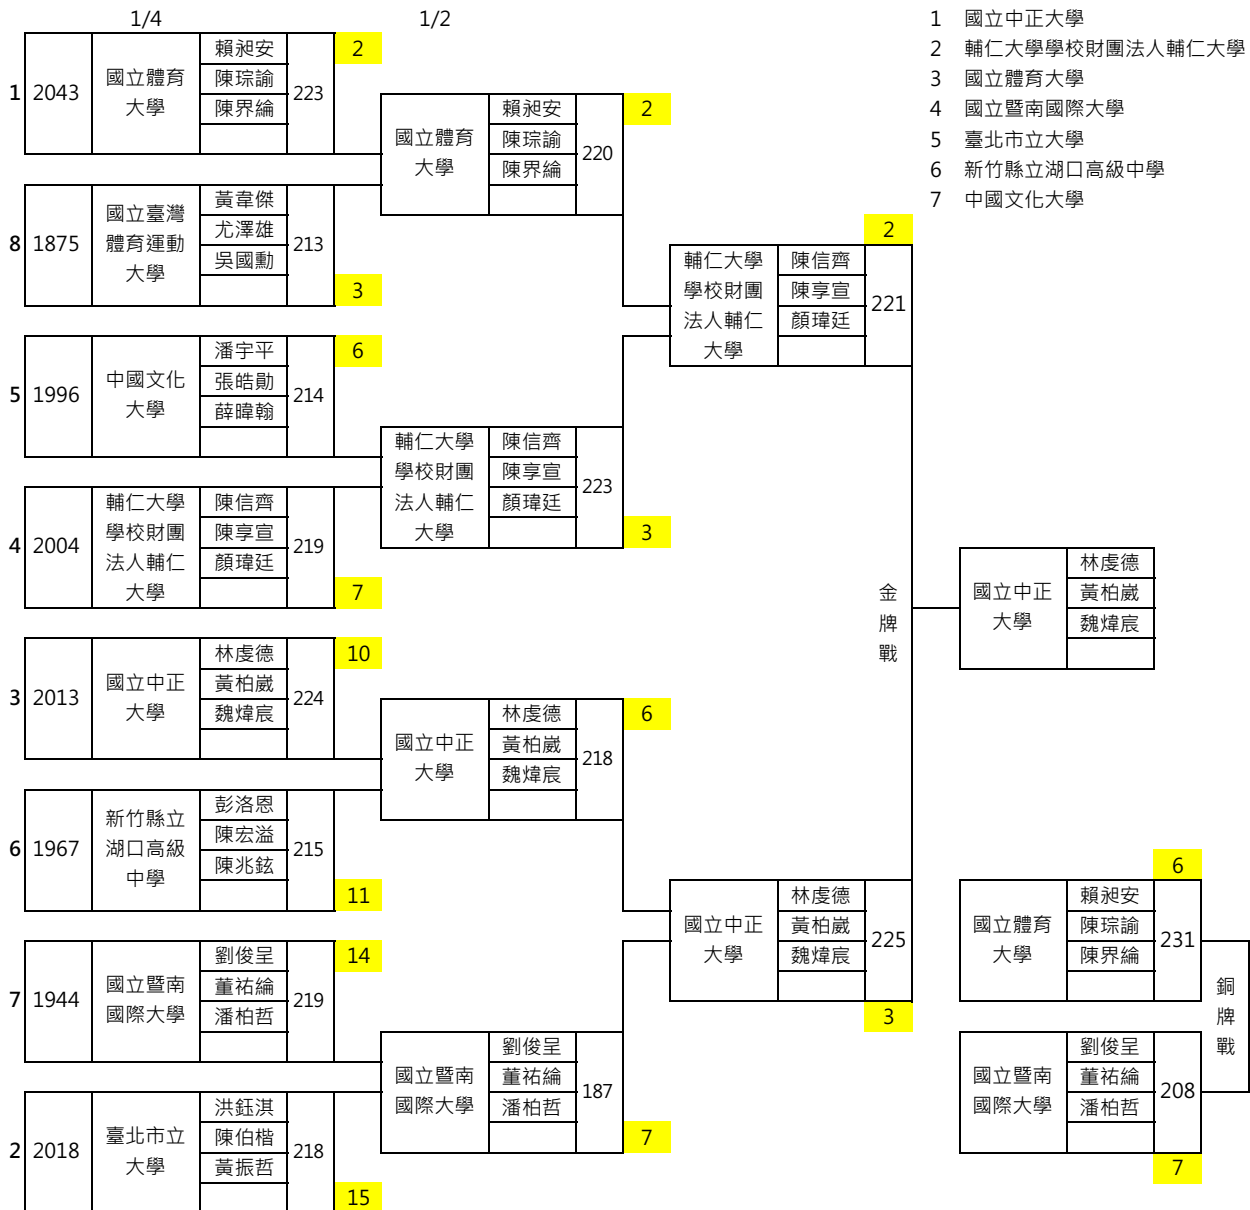 1/4
1/2
1 國立中正大學
2 輔仁大學學校財團法人輔仁大學
3 國立體育大學
4 國立暨南國際大學
5 臺北市立大學
6 新竹縣立湖口高級中學
7 中國文化大學
1 2043
國立體育
大學
賴昶安
陳琮諭
陳界綸
223
2
8 1875
國立臺灣
體育運動
大學
黃韋傑
尤澤雄
吳國勳
213
3
5 1996
中國文化
大學
潘宇平
張皓勛
薛暐翰
214
6
4 2004
輔仁大學
學校財團
法人輔仁
大學
陳信齊
陳享宣
顏瑋廷
219
7
3 2013
國立中正
大學
林虔德
黃柏崴
魏煒宸
224
10
6 1967
新竹縣立
湖口高級
中學
彭洛恩
陳宏溢
陳兆鉉
215
11
7 1944
國立暨南
國際大學
劉俊呈
董祐綸
潘柏哲
219
14
2 2018
臺北市立
大學
洪鈺淇
陳伯楷
黃振哲
218
15
國立體育
大學
賴昶安
陳琮諭
陳界綸
220
2
輔仁大學
學校財團
法人輔仁
大學
陳信齊
陳享宣
顏瑋廷
223
3
國立中正
大學
林虔德
黃柏崴
魏煒宸
218
6
國立暨南
國際大學
劉俊呈
董祐綸
潘柏哲
187
7
2
輔仁大學
學校財團
法人輔仁
大學
陳信齊
陳享宣
顏瑋廷
221
金
牌
戰
國立中正
大學
林虔德
黃柏崴
魏煒宸
225
3
國立中正
大學
林虔德
黃柏崴
魏煒宸
6
國立體育
大學
賴昶安
陳琮諭
陳界綸
231
銅
牌
戰
國立暨南
國際大學
劉俊呈
董祐綸
潘柏哲
208
7